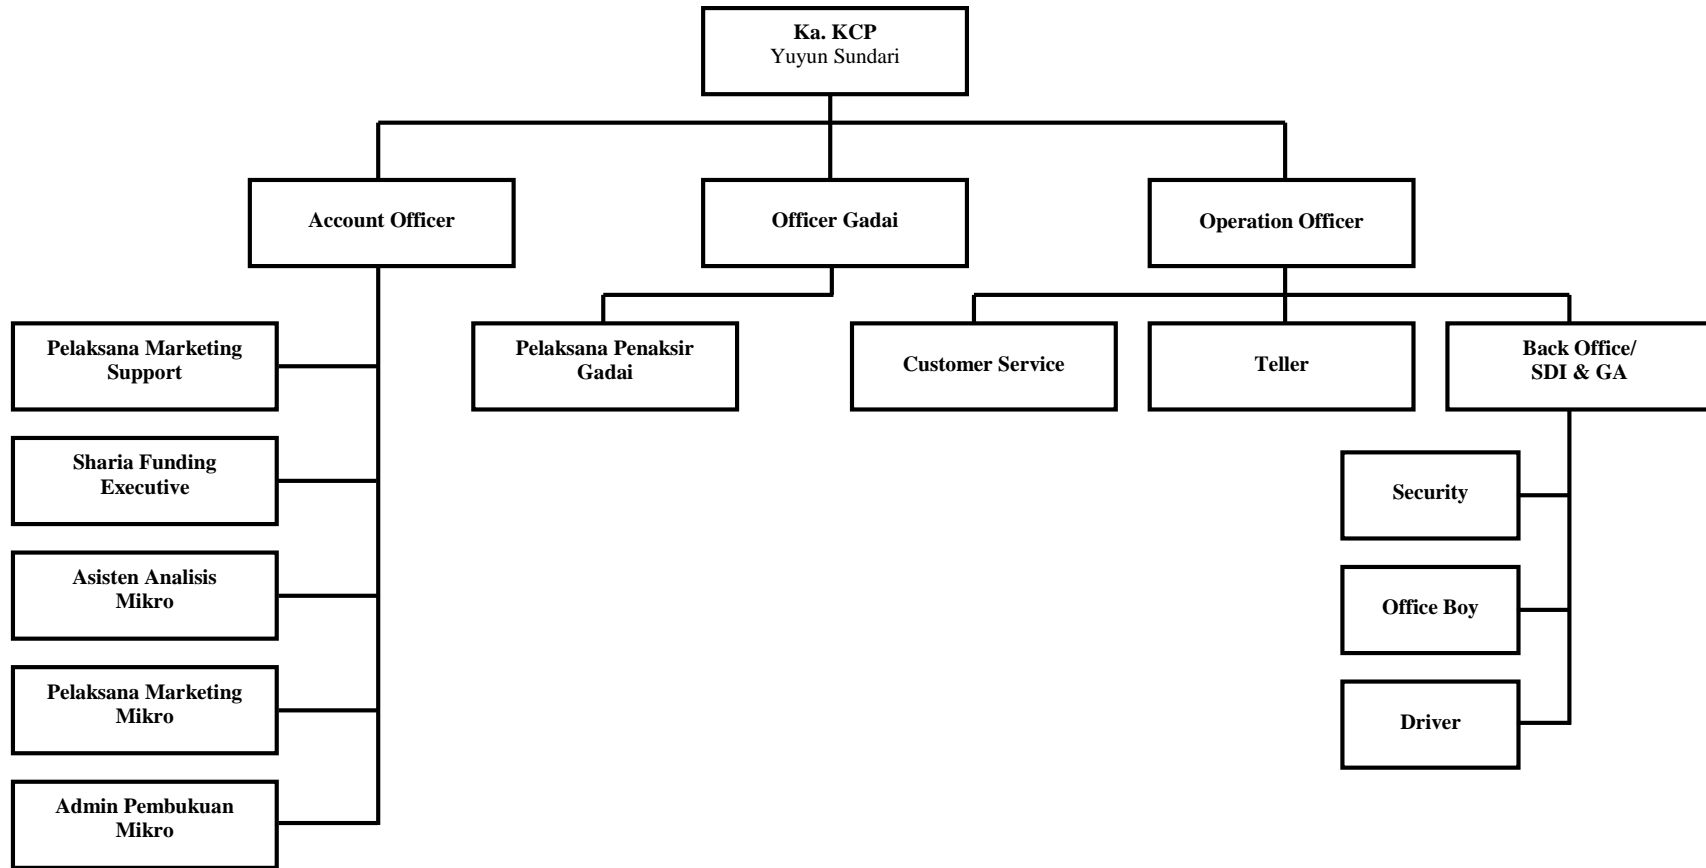 Ka. KCP
Yuyun Sundari
Account Officer
Officer Gadai
Operation Officer
Pelaksana Marketing
Support
Pelaksana Penaksir
Gadai
Customer Service
Teller
Back Office/
SDI & GA
Sharia Funding
Executive
Security
Asisten Analisis
Mikro
Office Boy
Pelaksana Marketing
Mikro
Driver
Admin Pembukuan
Mikro